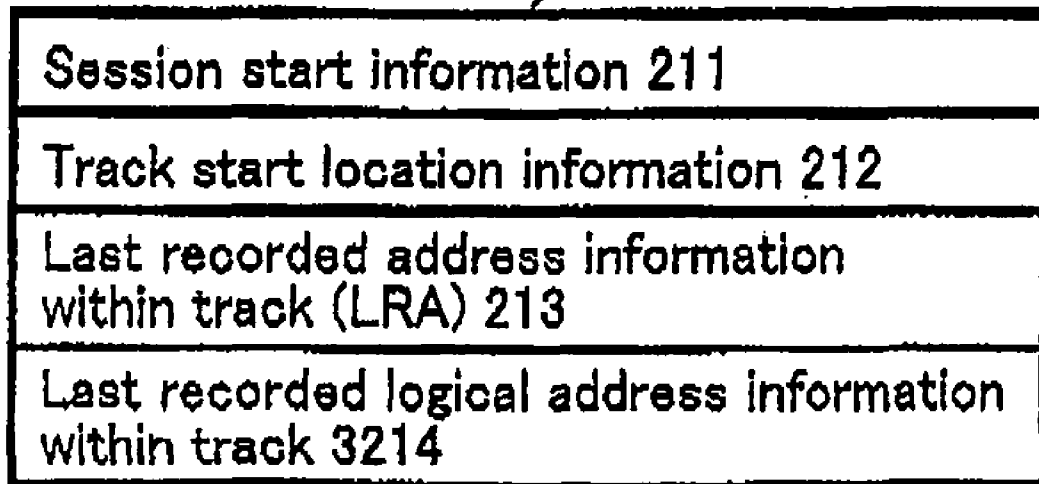 Session start information 211
Track start location information 212
Last recorded address information
within track (LRA) 213
Last recorded logical address information
within track 3214